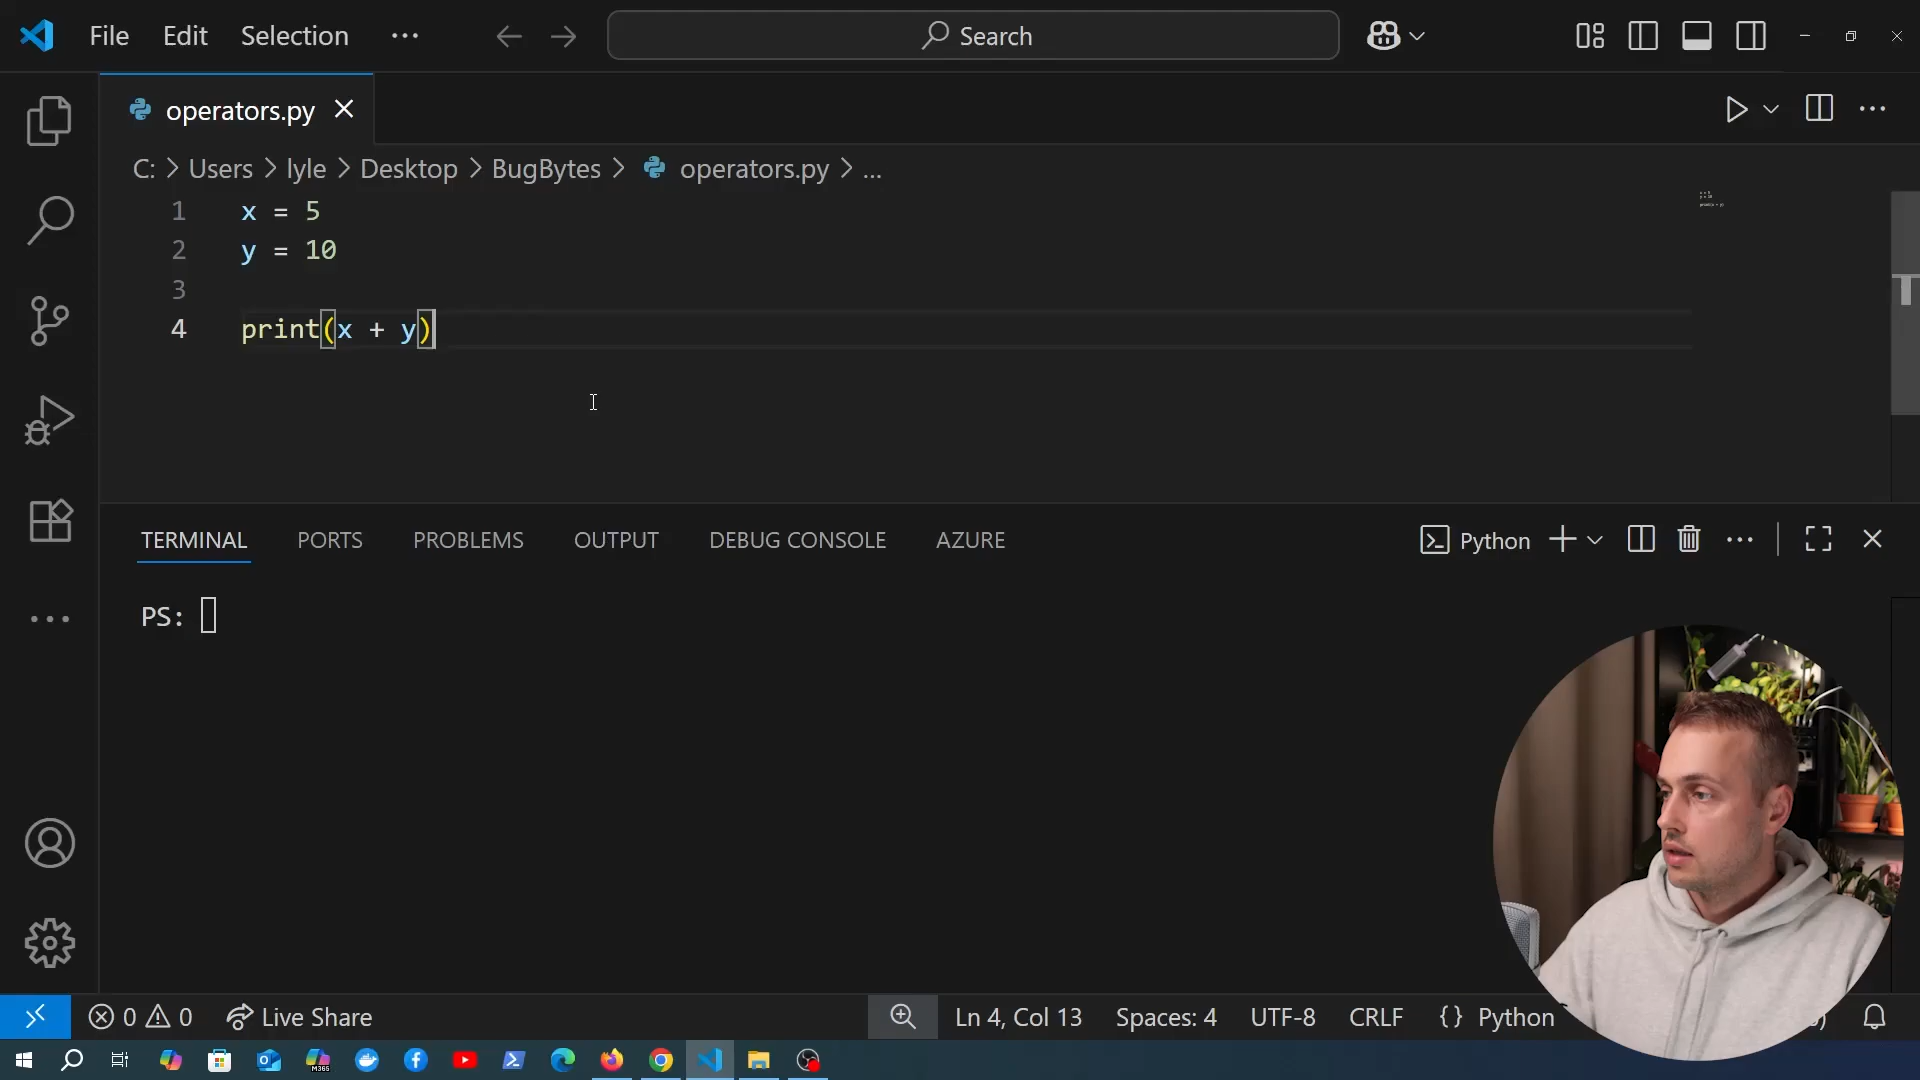 File Edit Selection ··· Search
operators.py
C: > Users > lyle > Desktop > BugBytes > operators.py > ...
1 x = 5
2 y = 10
3
4 print(x + y)
TERMINAL PORTS PROBLEMS OUTPUT DEBUG CONSOLE AZURE Python
PS:
0 0 Live Share Ln 4, Col 13 Spaces: 4 UTF-8 CRLF {} Python
M365